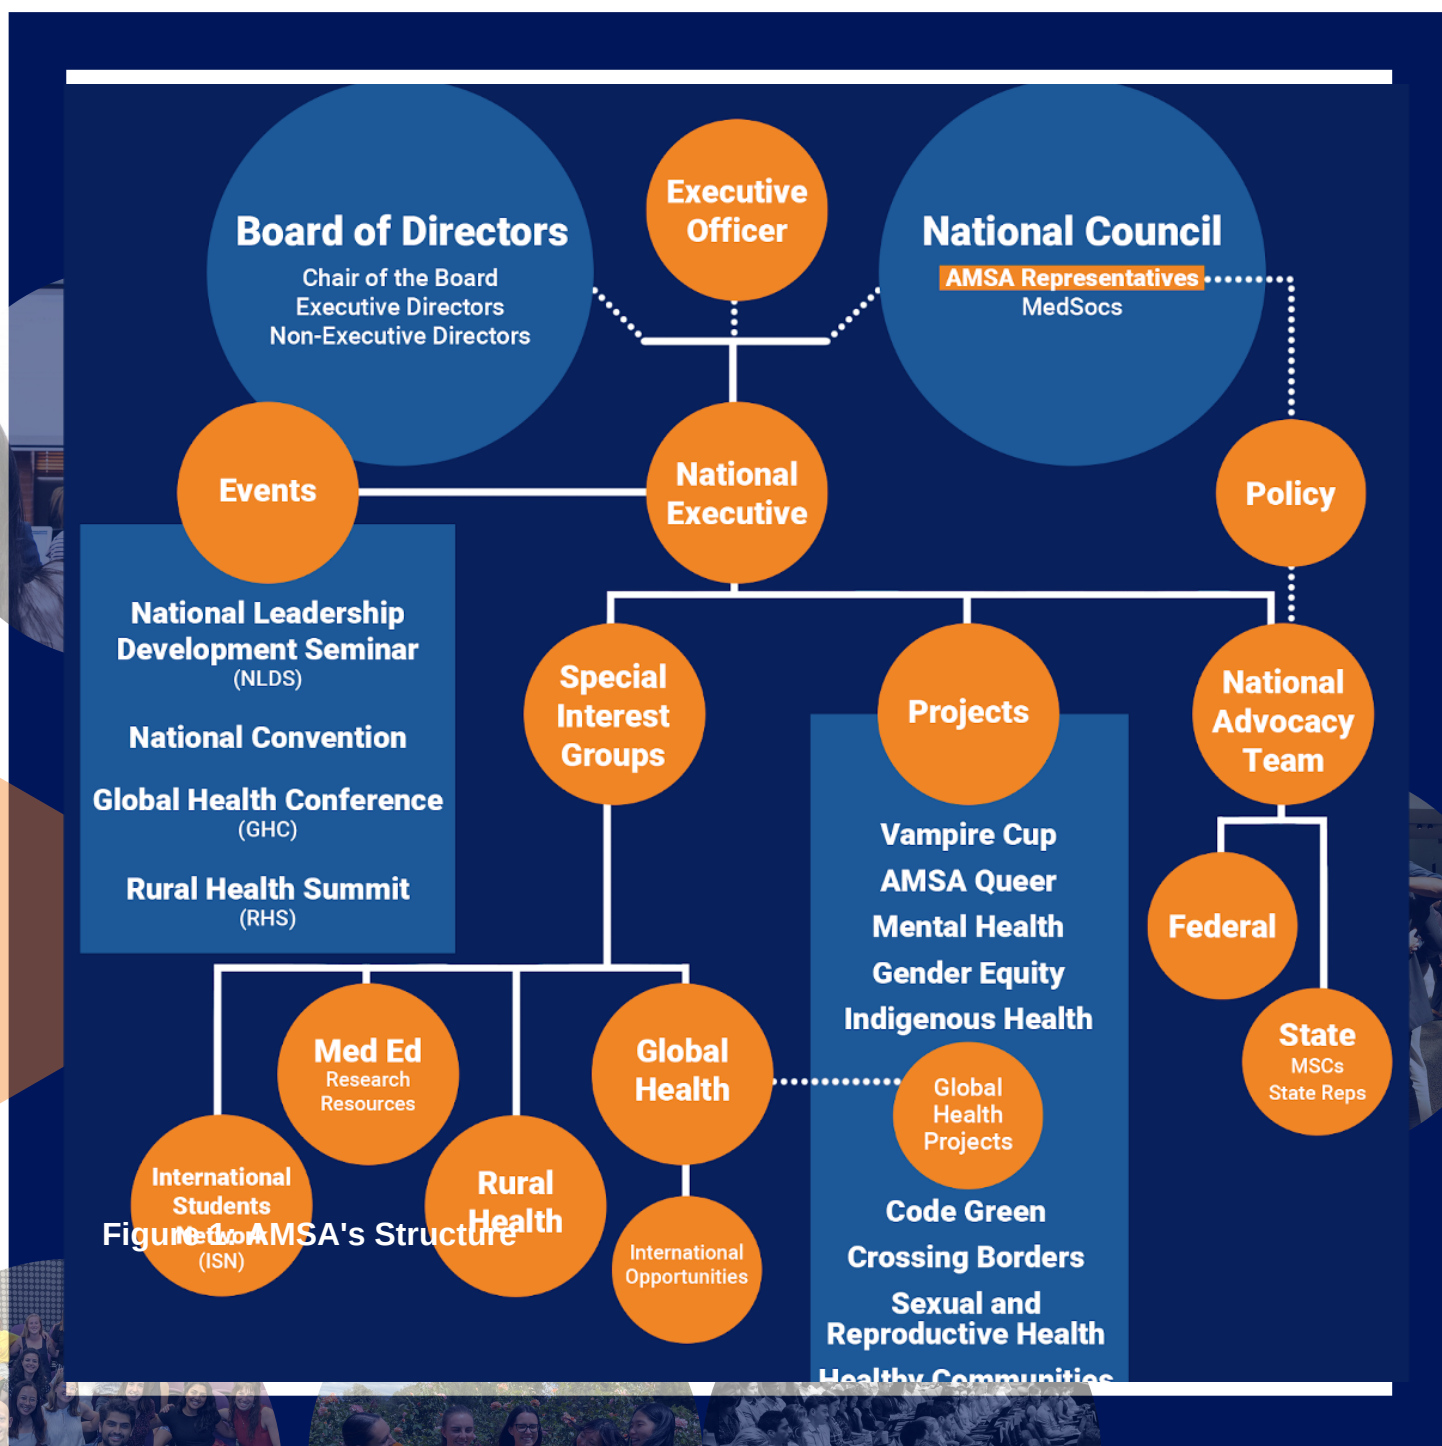 Executive
Officer
Board of Directors
Chair of the Board
Executive Directors
Non-Executive Directors
National Council
AMSA Representatives
MedSocs
Events
National
Executive
Policy
National Leadership
Development Seminar
(NLDS)
National Convention
Global Health Conference
(GHC)
Rural Health Summit
(RHS)
Special
Interest
Groups
Projects
National
Advocacy
Team
Vampire Cup
AMSA Queer
Mental Health
Gender Equity
Indigenous Health
Federal
State
MSCs
State Reps
Med Ed
Research
Resources
Global
Health
Global
Health
Projects
International
Students
Network
(ISN)
Rural
Health
International
Opportunities
Code Green
Crossing Borders
Sexual and
Reproductive Health
Healthy Communities
Figure 1: AMSA's Structure